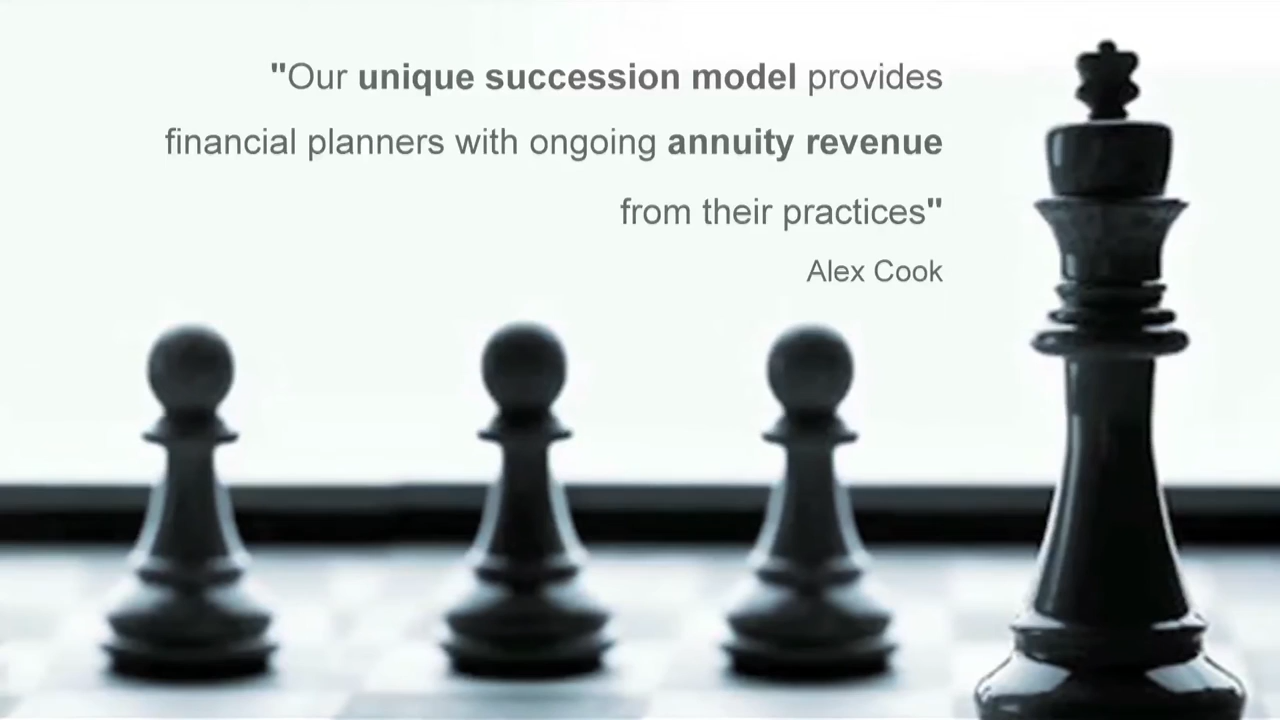 "Our unique succession model provides
financial planners with ongoing annuity revenue
from their practices"
Alex Cook